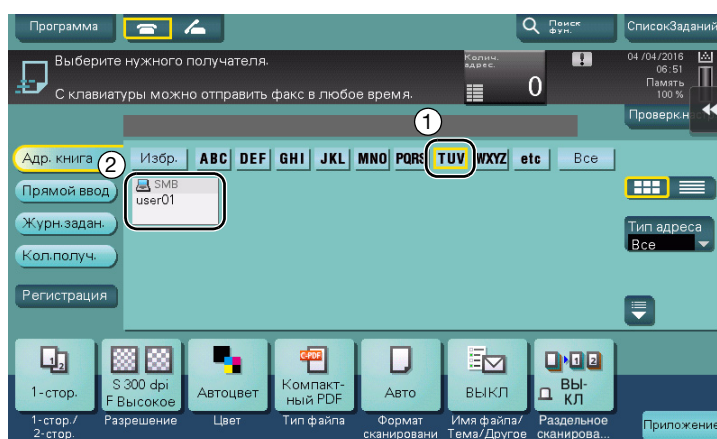 Программа
Поиск
фун.
СписокЗаданий
Выберите нужного получателя.
С клавиатуры можно отправить факс в любое время.
Колич.
адрес.
0
04/04/2016
06:51
Память
100 %
Проверк.н
1
Адр. книга
2
Избр.
ABC
DEF
GHI
JKL
MNO
PQRS
TUV
WXYZ
etc
Все
Прямой ввод
SMB
user01
Журн.задан.
Тип адреса
Все
Кол.получ.
Регистрация
1-стор.
S 300 dpi
F Высокое
Автоцвет
cPDF
Компакт-
ный PDF
Авто
ВЫКЛ
1 2
ВЫ-
КЛ
1-стор./
2-стор.
Разрешение
Цвет
Тип файла
Формат
сканировани
Имя файла/
Тема/Другое
Раздельное
сканирова...
Приложение